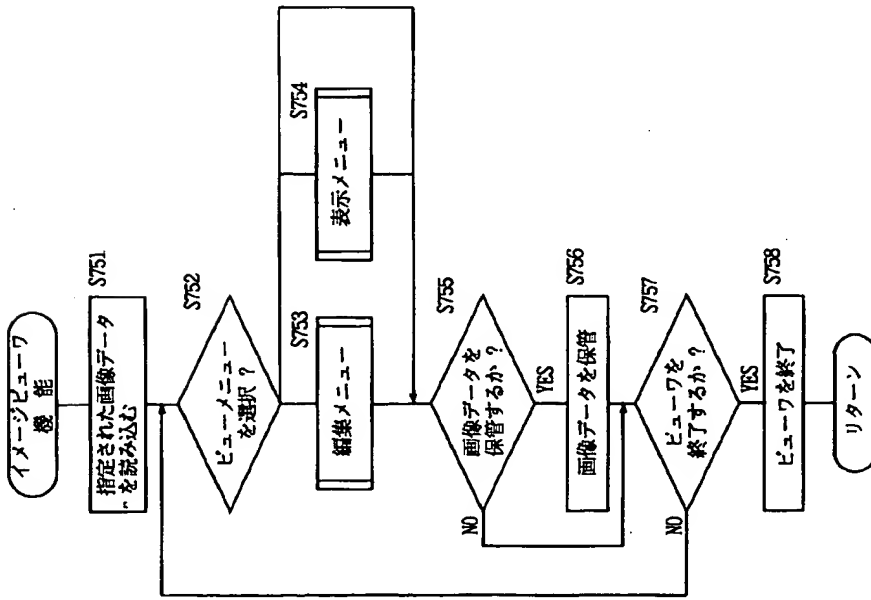 イメージビューワ
機 能
S751
指定された画像データ
を読み込む
S752
ビューメニュー
を選択 ?
S753
編集メニュー
S754
表示メニュー
S755
画像データを
保管するか ?
NO
YES
S756
画像データを保管
S757
ビューワを
終了するか ?
NO
YES
S758
ビューワを終了
リターン